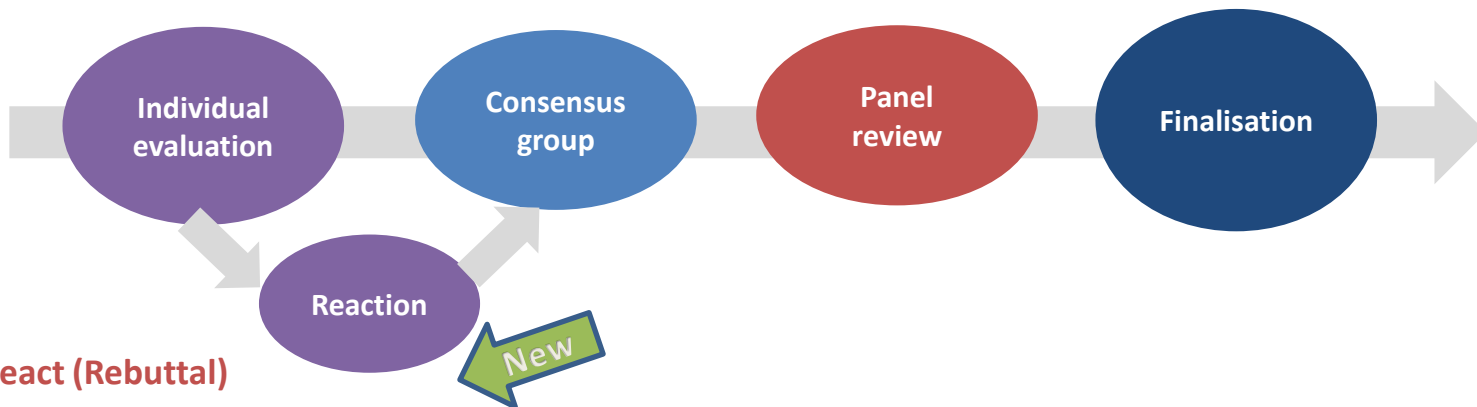 Individual
evaluation
Consensus
group
Panel
review
Finalisation
Reaction
New
eact (Rebuttal)